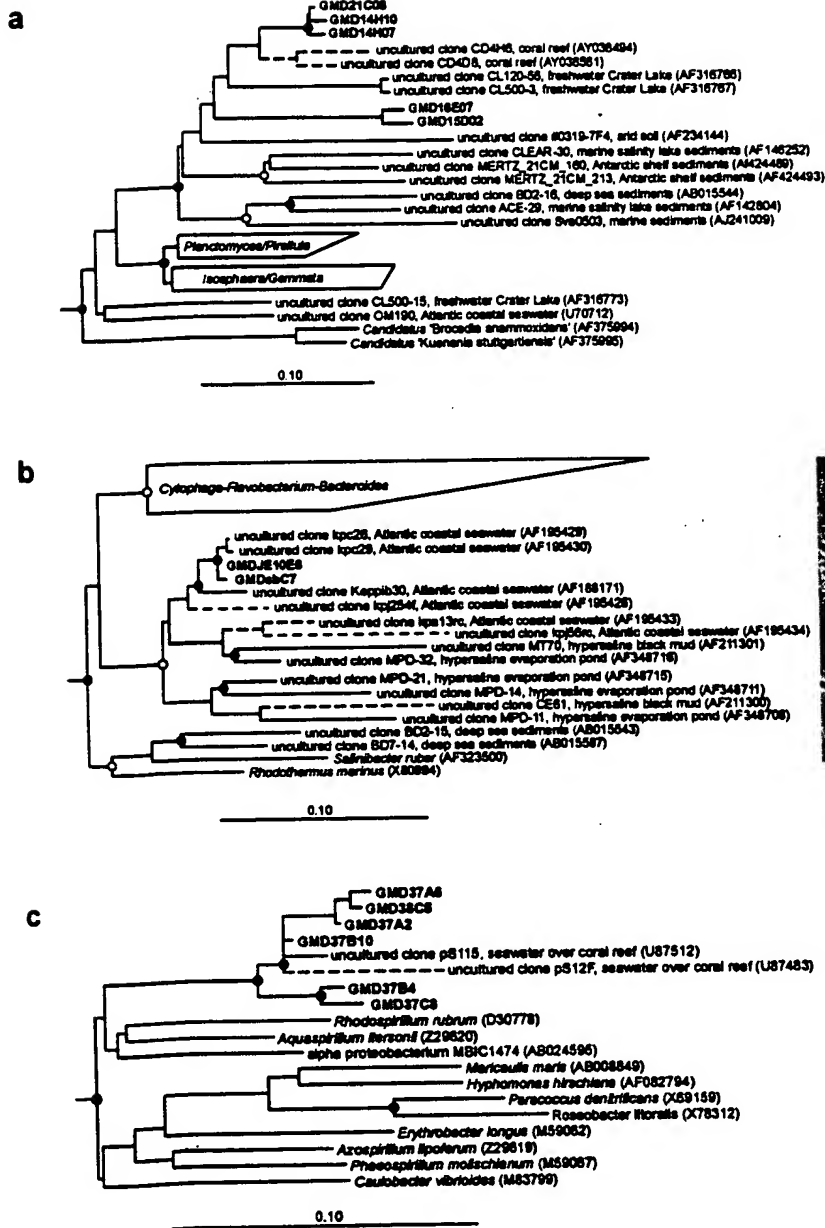 a
GMD21C08
GMD14H10
GMD14H07
uncultured clone CD4H6, coral reef (AY038494)
uncultured clone CD4D8, coral reef (AY038561)
uncultured clone CL120-56, freshwater Crater Lake (AF316766)
uncultured clone CL500-3, freshwater Crater Lake (AF316767)
GMD16E07
GMD15D02
uncultured clone #0319-7F4, arid soil (AF234144)
uncultured clone CLEAR-30, marine salinity lake sediments (AF146252)
uncultured clone MERTZ_21CM_160, Antarctic shelf sediments (AF424469)
uncultured clone MERTZ_21CM_213, Antarctic shelf sediments (AF424493)
uncultured clone BD2-16, deep sea sediments (AB015544)
uncultured clone ACE-29, marine salinity lake sediments (AF142804)
uncultured clone Sva0503, marine sediments (AJ241009)
Planctomyces/Pirellula
Isosphaera/Gemmata
uncultured clone CL500-15, freshwater Crater Lake (AF316773)
uncultured clone OM190, Atlantic coastal seawater (U70712)
Candidatus 'Brocadia anammoxidans' (AF375994)
Candidatus 'Kuenenia stuttgartiensis' (AF375995)
0.10
b
Cytophaga-Flavobacterium-Bacteroides
uncultured clone kpc28, Atlantic coastal seawater (AF195429)
uncultured clone kpc29, Atlantic coastal seawater (AF195430)
GMDJE10E6
GMDsbC7
uncultured clone Kappib30, Atlantic coastal seawater (AF188171)
uncultured clone kpj254f, Atlantic coastal seawater (AF195428)
uncultured clone kps13rc, Atlantic coastal seawater (AF195433)
uncultured clone kpj56rc, Atlantic coastal seawater (AF195434)
uncultured clone MT70, hypersaline black mud (AF211301)
uncultured clone MPD-32, hypersaline evaporation pond (AF348716)
uncultured clone MPD-21, hypersaline evaporation pond (AF348715)
uncultured clone MPD-14, hypersaline evaporation pond (AF348711)
uncultured clone CE61, hypersaline black mud (AF211300)
uncultured clone MPD-11, hypersaline evaporation pond (AF348708)
uncultured clone BD2-15, deep sea sediments (AB015543)
uncultured clone BD7-14, deep sea sediments (AB015587)
Salinibacter ruber (AF323500)
Rhodothermus marinus (X80994)
0.10
c
GMD37A6
GMD38C5
GMD37A2
GMD37B10
uncultured clone pS115, seawater over coral reef (U87512)
uncultured clone pS12F, seawater over coral reef (U87483)
GMD37B4
GMD37C8
Rhodospirillum rubrum (D30778)
Aquaspirillum itersonii (Z29620)
alpha proteobacterium MBIC1474 (AB024595)
Maricaulis maris (AB008849)
Hyphomonas hirschiana (AF082794)
Paracoccus denitrificans (X69159)
Roseobacter litoralis (X78312)
Erythrobacter longus (M59062)
Azospirillum lipoferum (Z29619)
Phaeospirillum molischianum (M59067)
Caulobacter vibrioides (M83799)
0.10